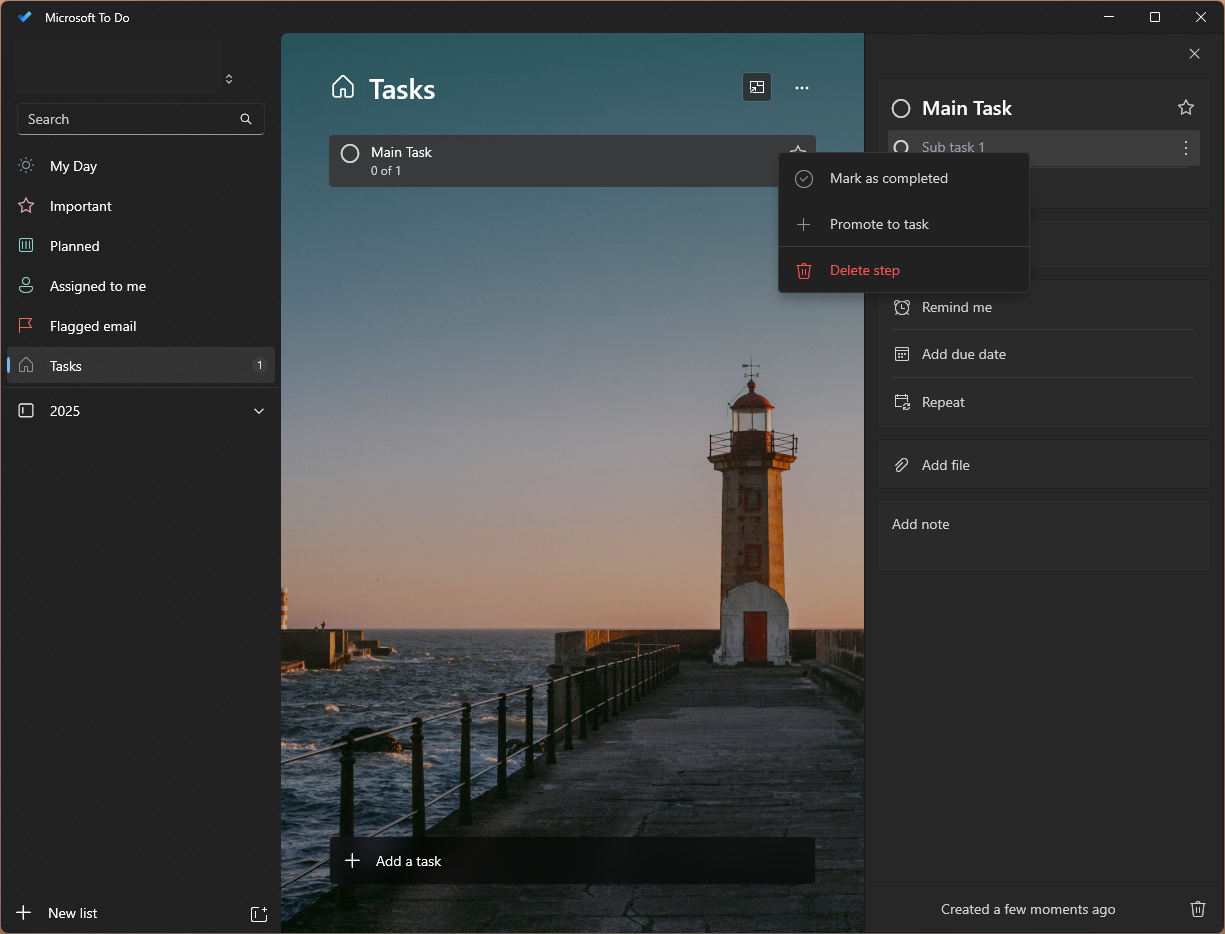 Microsoft To Do
Search
My Day
Important
Planned
Assigned to me
Flagged email
Tasks 1
2025
New list
Tasks
Main Task
0 of 1
Add a task
Main Task
Sub task 1
Mark as completed
Promote to task
Delete step
Remind me
Add due date
Repeat
Add file
Add note
Created a few moments ago